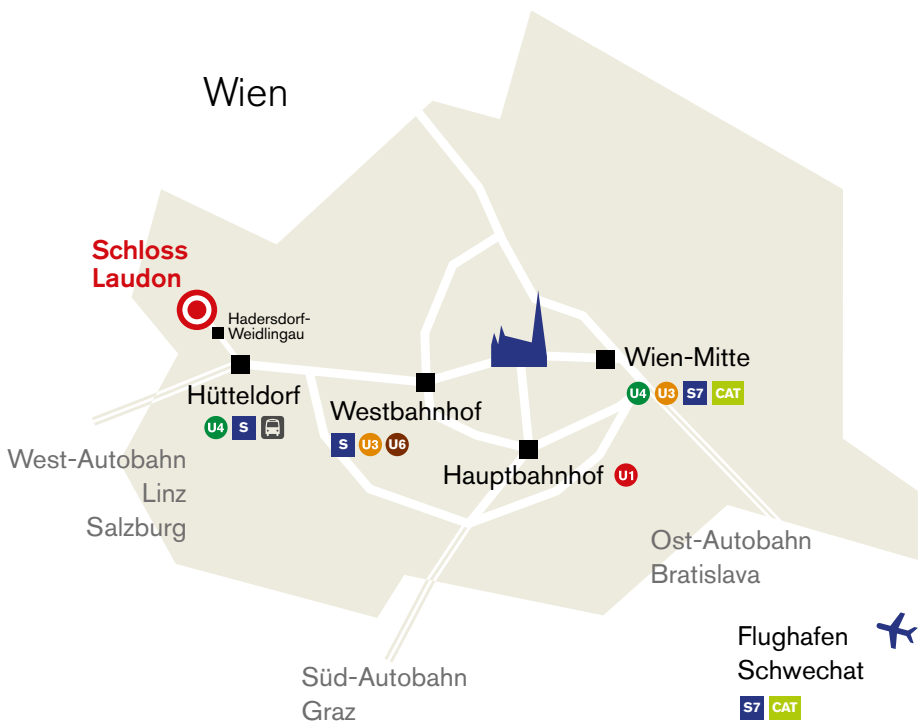 Wien
Schloss
Laudon
Hadersdorf-
Weidlingau
Hütteldorf
U4 S
Westbahnhof
S U3 U6
Wien-Mitte
U4 U3 S7 CAT
Hauptbahnhof U1
West-Autobahn
Linz
Salzburg
Ost-Autobahn
Bratislava
Süd-Autobahn
Graz
Flughafen
Schwechat
S7 CAT